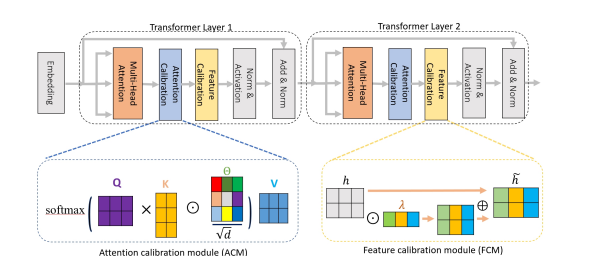 Transformer Layer 1
Transformer Layer 2
Embedding
Multi-Head
Attention
Attention
Calibration
Feature
Calibration
Norm &
Activation
Add & Norm
Multi-Head
Attention
Attention
Calibration
Feature
Calibration
Norm &
Activation
Add & Norm
Q
K
Θ
V
softmax ( × ⊙
√d
Attention calibration module (ACM)
h
λ
h̃
⊙
⊕
Feature calibration module (FCM)